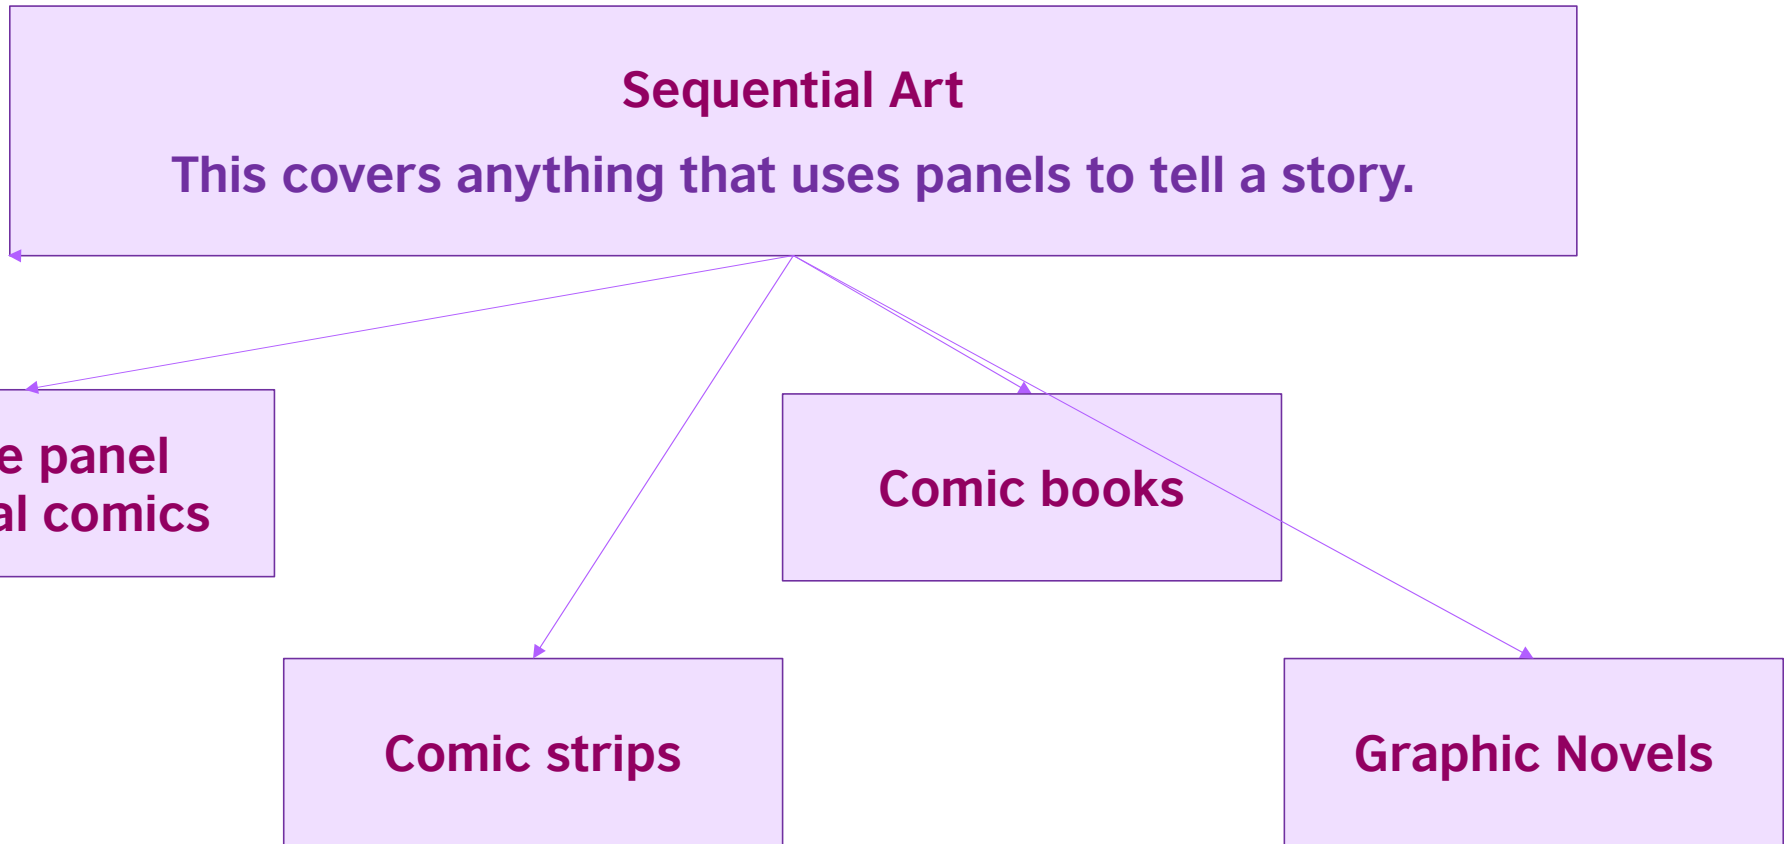 Sequential Art
This covers anything that uses panels to tell a story.
panel
comics
Comic books
Comic strips
Graphic Novels